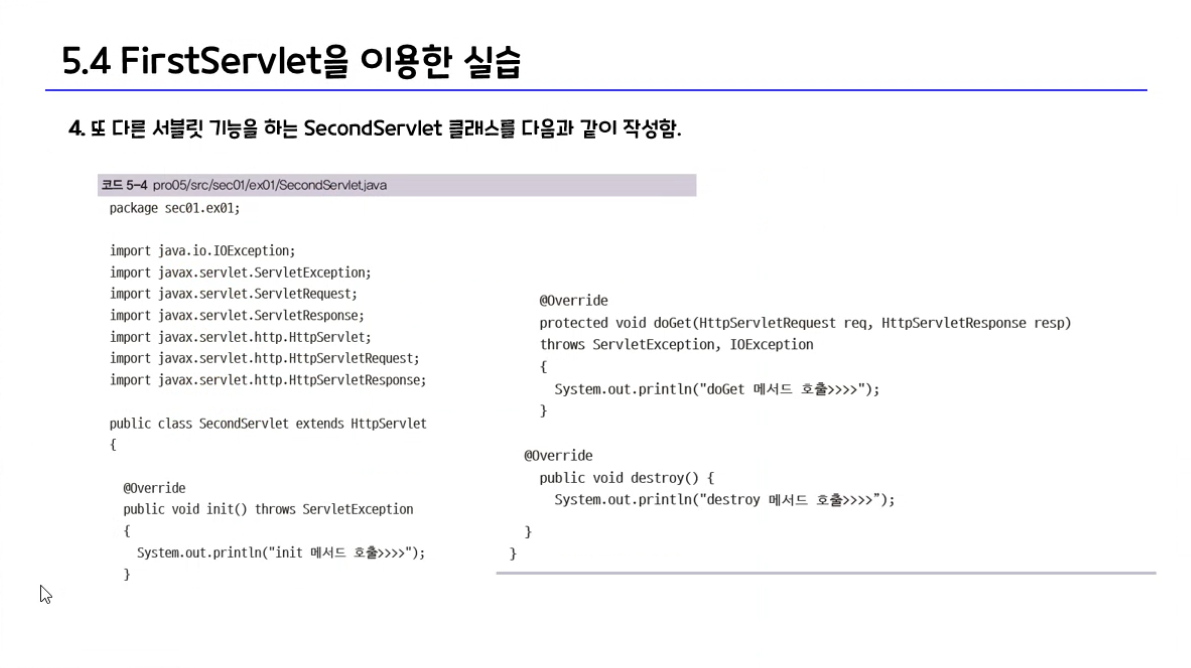 5.4 FirstServlet을 이용한 실습
4. 또 다른 서블릿 기능을 하는 SecondServlet 클래스를 다음과 같이 작성함.
코드 5-4 pro05/src/sec01/ex01/SecondServlet.java
package sec01.ex01;
import java.io.IOException;
import javax.servlet.ServletException;
import javax.servlet.ServletRequest;
import javax.servlet.ServletResponse;
import javax.servlet.http.HttpServlet;
import javax.servlet.http.HttpServletRequest;
import javax.servlet.http.HttpServletResponse;
public class SecondServlet extends HttpServlet
{
@Override
public void init() throws ServletException
{
System.out.println("init 메서드 호출>>>>");
}
@Override
protected void doGet(HttpServletRequest req, HttpServletResponse resp)
throws ServletException, IOException
{
System.out.println("doGet 메서드 호출>>>>");
}
@Override
public void destroy() {
System.out.println("destroy 메서드 호출>>>>”);
}
}